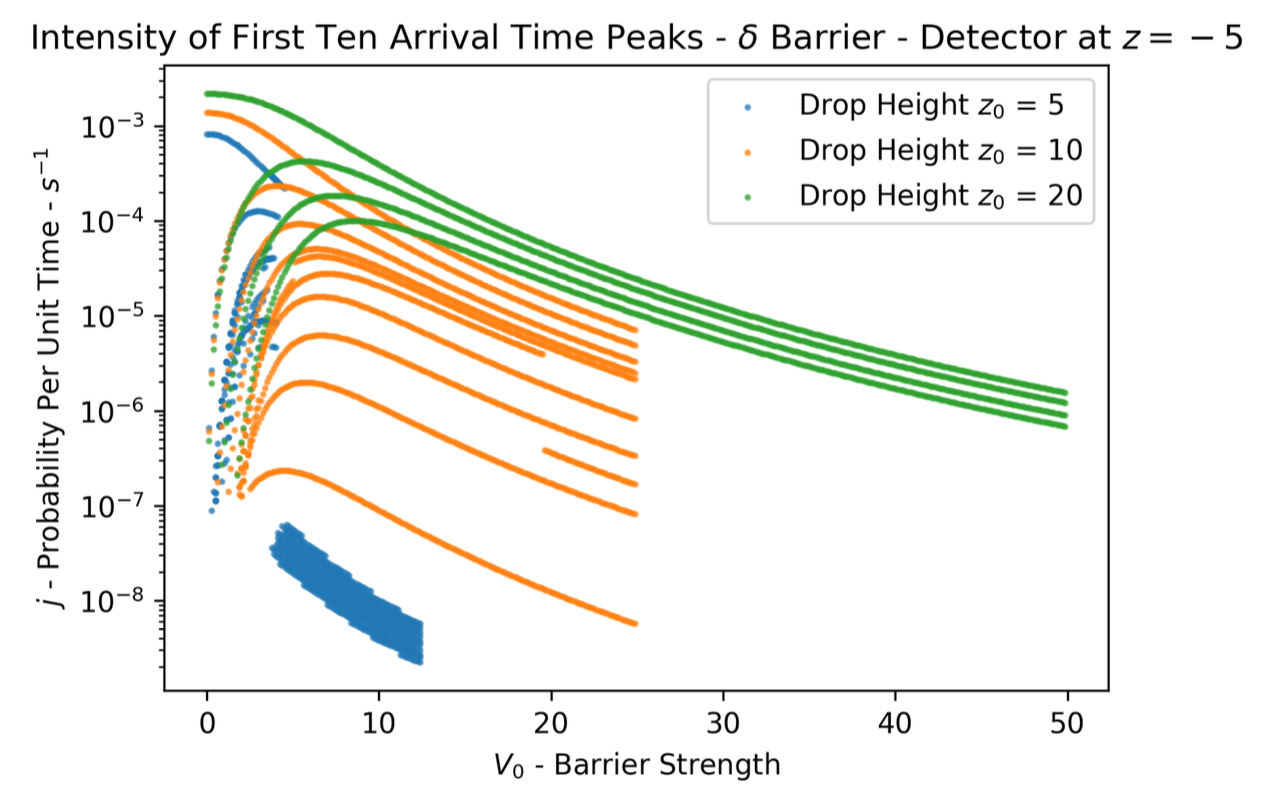 Intensity of First Ten Arrival Time Peaks - δ Barrier - Detector at z = − 5
Drop Height z₀ = 5
Drop Height z₀ = 10
Drop Height z₀ = 20
j - Probability Per Unit Time - s⁻¹
10⁻³
10⁻⁴
10⁻⁵
10⁻⁶
10⁻⁷
10⁻⁸
0 10 20 30 40 50
V₀ - Barrier Strength